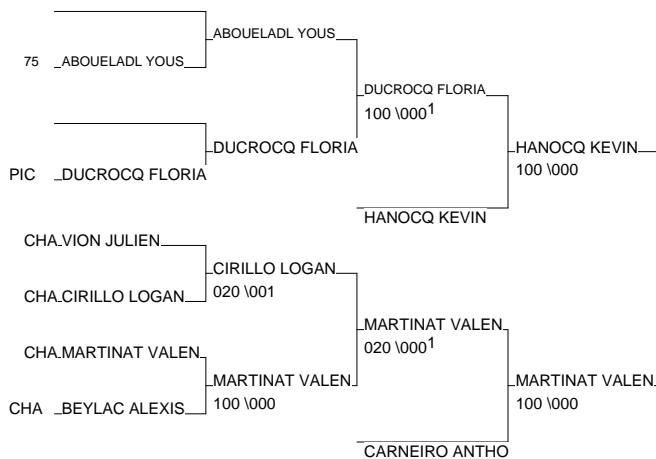 ABOUELADL YOUS
75 ABOUELADL YOUS
DUCROCQ FLORIA
100 \000 1
DUCROCQ FLORIA
HANOCQ KEVIN
100 \000
PIC DUCROCQ FLORIA
HANOCQ KEVIN
CHA VION JULIEN
CIRILLO LOGAN
020 \001
CHA CIRILLO LOGAN
MARTINAT VALEN
020 \000 1
CHA MARTINAT VALEN
MARTINAT VALEN
100 \000
MARTINAT VALEN
100 \000
CHA BEYLAC ALEXIS
CARNEIRO ANTHO